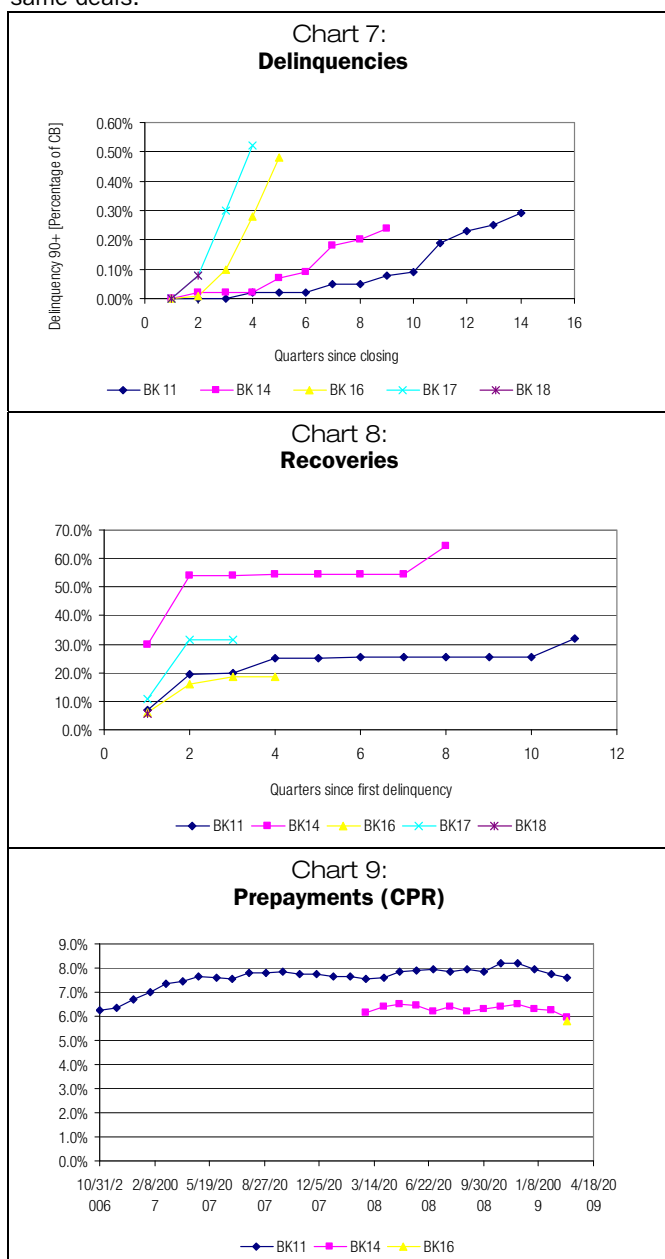 same deals.
Chart 7:
Delinquencies
Delinquency 90+ [Percentage of CB]
0.60%
0.50%
0.40%
0.30%
0.20%
0.10%
0.00%
0 2 4 6 8 10 12 14 16
Quarters since closing
BK 11 BK 14 BK 16 BK 17 BK 18
Chart 8:
Recoveries
70.0%
60.0%
50.0%
40.0%
30.0%
20.0%
10.0%
0.0%
0 2 4 6 8 10 12
Quarters since first delinquency
BK11 BK14 BK16 BK17 BK18
Chart 9:
Prepayments (CPR)
9.0%
8.0%
7.0%
6.0%
5.0%
4.0%
3.0%
2.0%
1.0%
0.0%
10/31/2 2/8/200 5/19/20 8/27/20 12/5/20 3/14/20 6/22/20 9/30/20 1/8/200 4/18/20
006 7 07 07 07 08 08 08 9 09
BK11 BK14 BK16